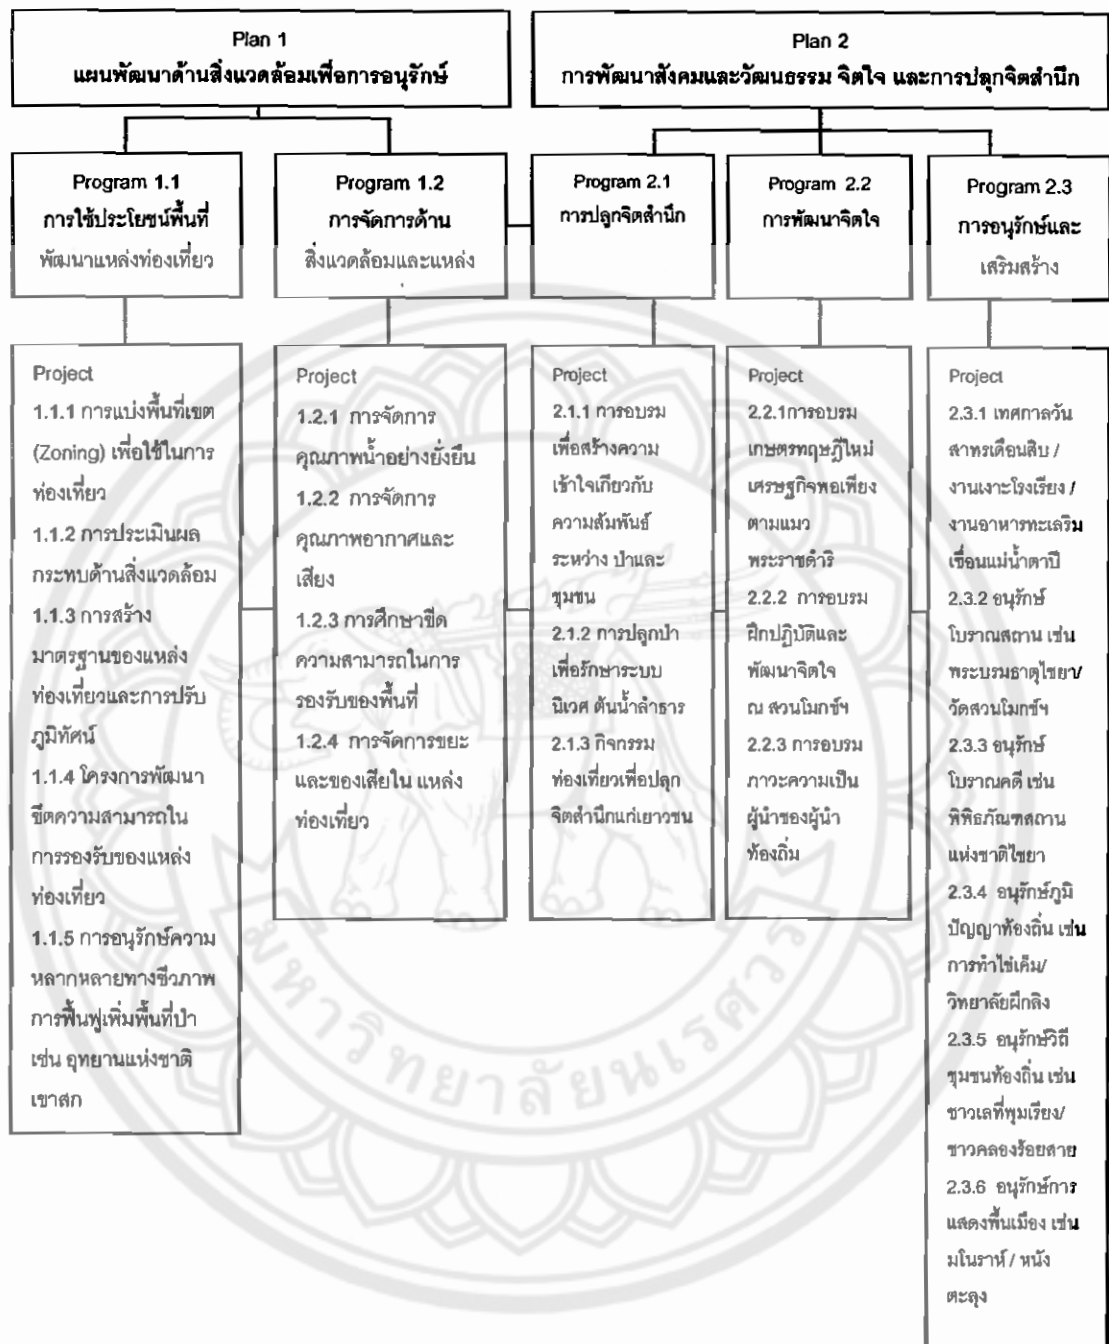 Plan 1
แผนพัฒนาด้านสิ่งแวดล้อมเพื่อการอนุรักษ์
Plan 2
การพัฒนาสังคมและวัฒนธรรม จิตใจ และการปลุกจิตสำนึก
Program 1.1
การใช้ประโยชน์พื้นที่
พัฒนาแหล่งท่องเที่ยว
Program 1.2
การจัดการด้าน
สิ่งแวดล้อมและแหล่ง
Program 2.1
การปลูกจิตสำนึก
Program 2.2
การพัฒนาจิตใจ
Program 2.3
การอนุรักษ์และ
เสริมสร้าง
Project
1.1.1 การแบ่งพื้นที่เขต
(Zoning) เพื่อใช้ในการ
ท่องเที่ยว
1.1.2 การประเมินผล
กระทบด้านสิ่งแวดล้อม
1.1.3 การสร้าง
มาตรฐานของแหล่ง
ท่องเที่ยวและการปรับ
ภูมิทัศน์
1.1.4 โครงการพัฒนา
ขีดความสามารถใน
การรองรับของแหล่ง
ท่องเที่ยว
1.1.5 การอนุรักษ์ความ
หลากหลายทางชีวภาพ
การฟื้นฟูเพิ่มพื้นที่ป่า
เช่น อุทยานแห่งชาติ
เขาสก
Project
1.2.1 การจัดการ
คุณภาพน้ำอย่างยั่งยืน
1.2.2 การจัดการ
คุณภาพอากาศและ
เสียง
1.2.3 การศึกษาขีด
ความสามารถในการ
รองรับของพื้นที่
1.2.4 การจัดการขยะ
และของเสียใน แหล่ง
ท่องเที่ยว
Project
2.1.1 การอบรม
เพื่อสร้างความ
เข้าใจเกี่ยวกับ
ความสัมพันธ์
ระหว่าง ป่าและ
ชุมชน
2.1.2 การปลูกป่า
เพื่อรักษาระบบ
นิเวศ ต้นน้ำลำธาร
2.1.3 กิจกรรม
ท่องเที่ยวเพื่อปลุก
จิตสำนึกแก่เยาวชน
Project
2.2.1การอบรม
เกษตรทฤษฎีใหม่
เศรษฐกิจพอเพียง
ตามแนว
พระราชดำริ
2.2.2 การอบรม
ฝึกปฏิบัติและ
พัฒนาจิตใจ
ณ สวนโมกข์ฯ
2.2.3 การอบรม
ภาวะความเป็น
ผู้นำของผู้นำ
ท้องถิ่น
Project
2.3.1 เทศกาลวัน
สาทรเดือนสิบ /
งานเงาะโรงเรียง /
งานอาหารทะเลริม
เขื่อนแม่น้ำตาปี
2.3.2 อนุรักษ์
โบราณสถาน เช่น
พระบรมธาตุไชยา/
วัดสวนโมกข์ฯ
2.3.3 อนุรักษ์
โบราณคดี เช่น
พิพิธภัณฑสถาน
แห่งชาติไชยา
2.3.4 อนุรักษ์ภูมิ
ปัญญาท้องถิ่น เช่น
การทำไข่เค็ม/
วิทยาลัยฝึกลิง
2.3.5 อนุรักษ์วิถี
ชุมชนท้องถิ่น เช่น
ชาวเลที่พุมเรียง/
ชาวคลองร้อยสาย
2.3.6 อนุรักษ์การ
แสดงพื้นเมือง เช่น
มโนราห์ / หนัง
ตะลุง
มหาวิทยาลัยนเรศวร